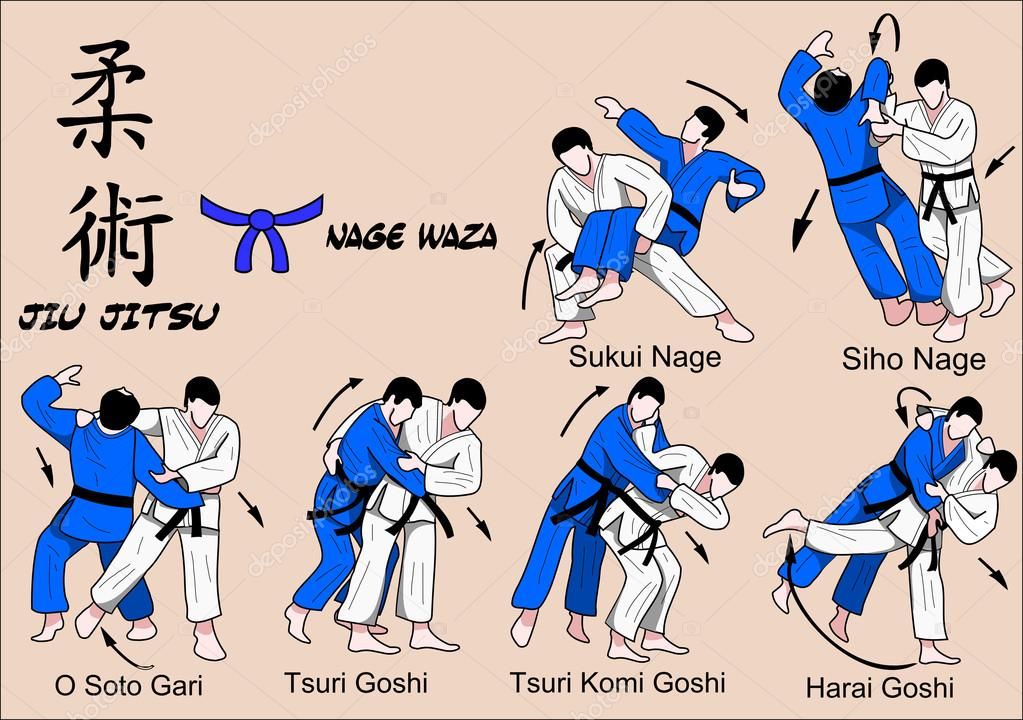 柔
術
JIU JITSU
NAGE WAZA
Sukui Nage
Siho Nage
O Soto Gari
Tsuri Goshi
Tsuri Komi Goshi
Harai Goshi
depositphotos